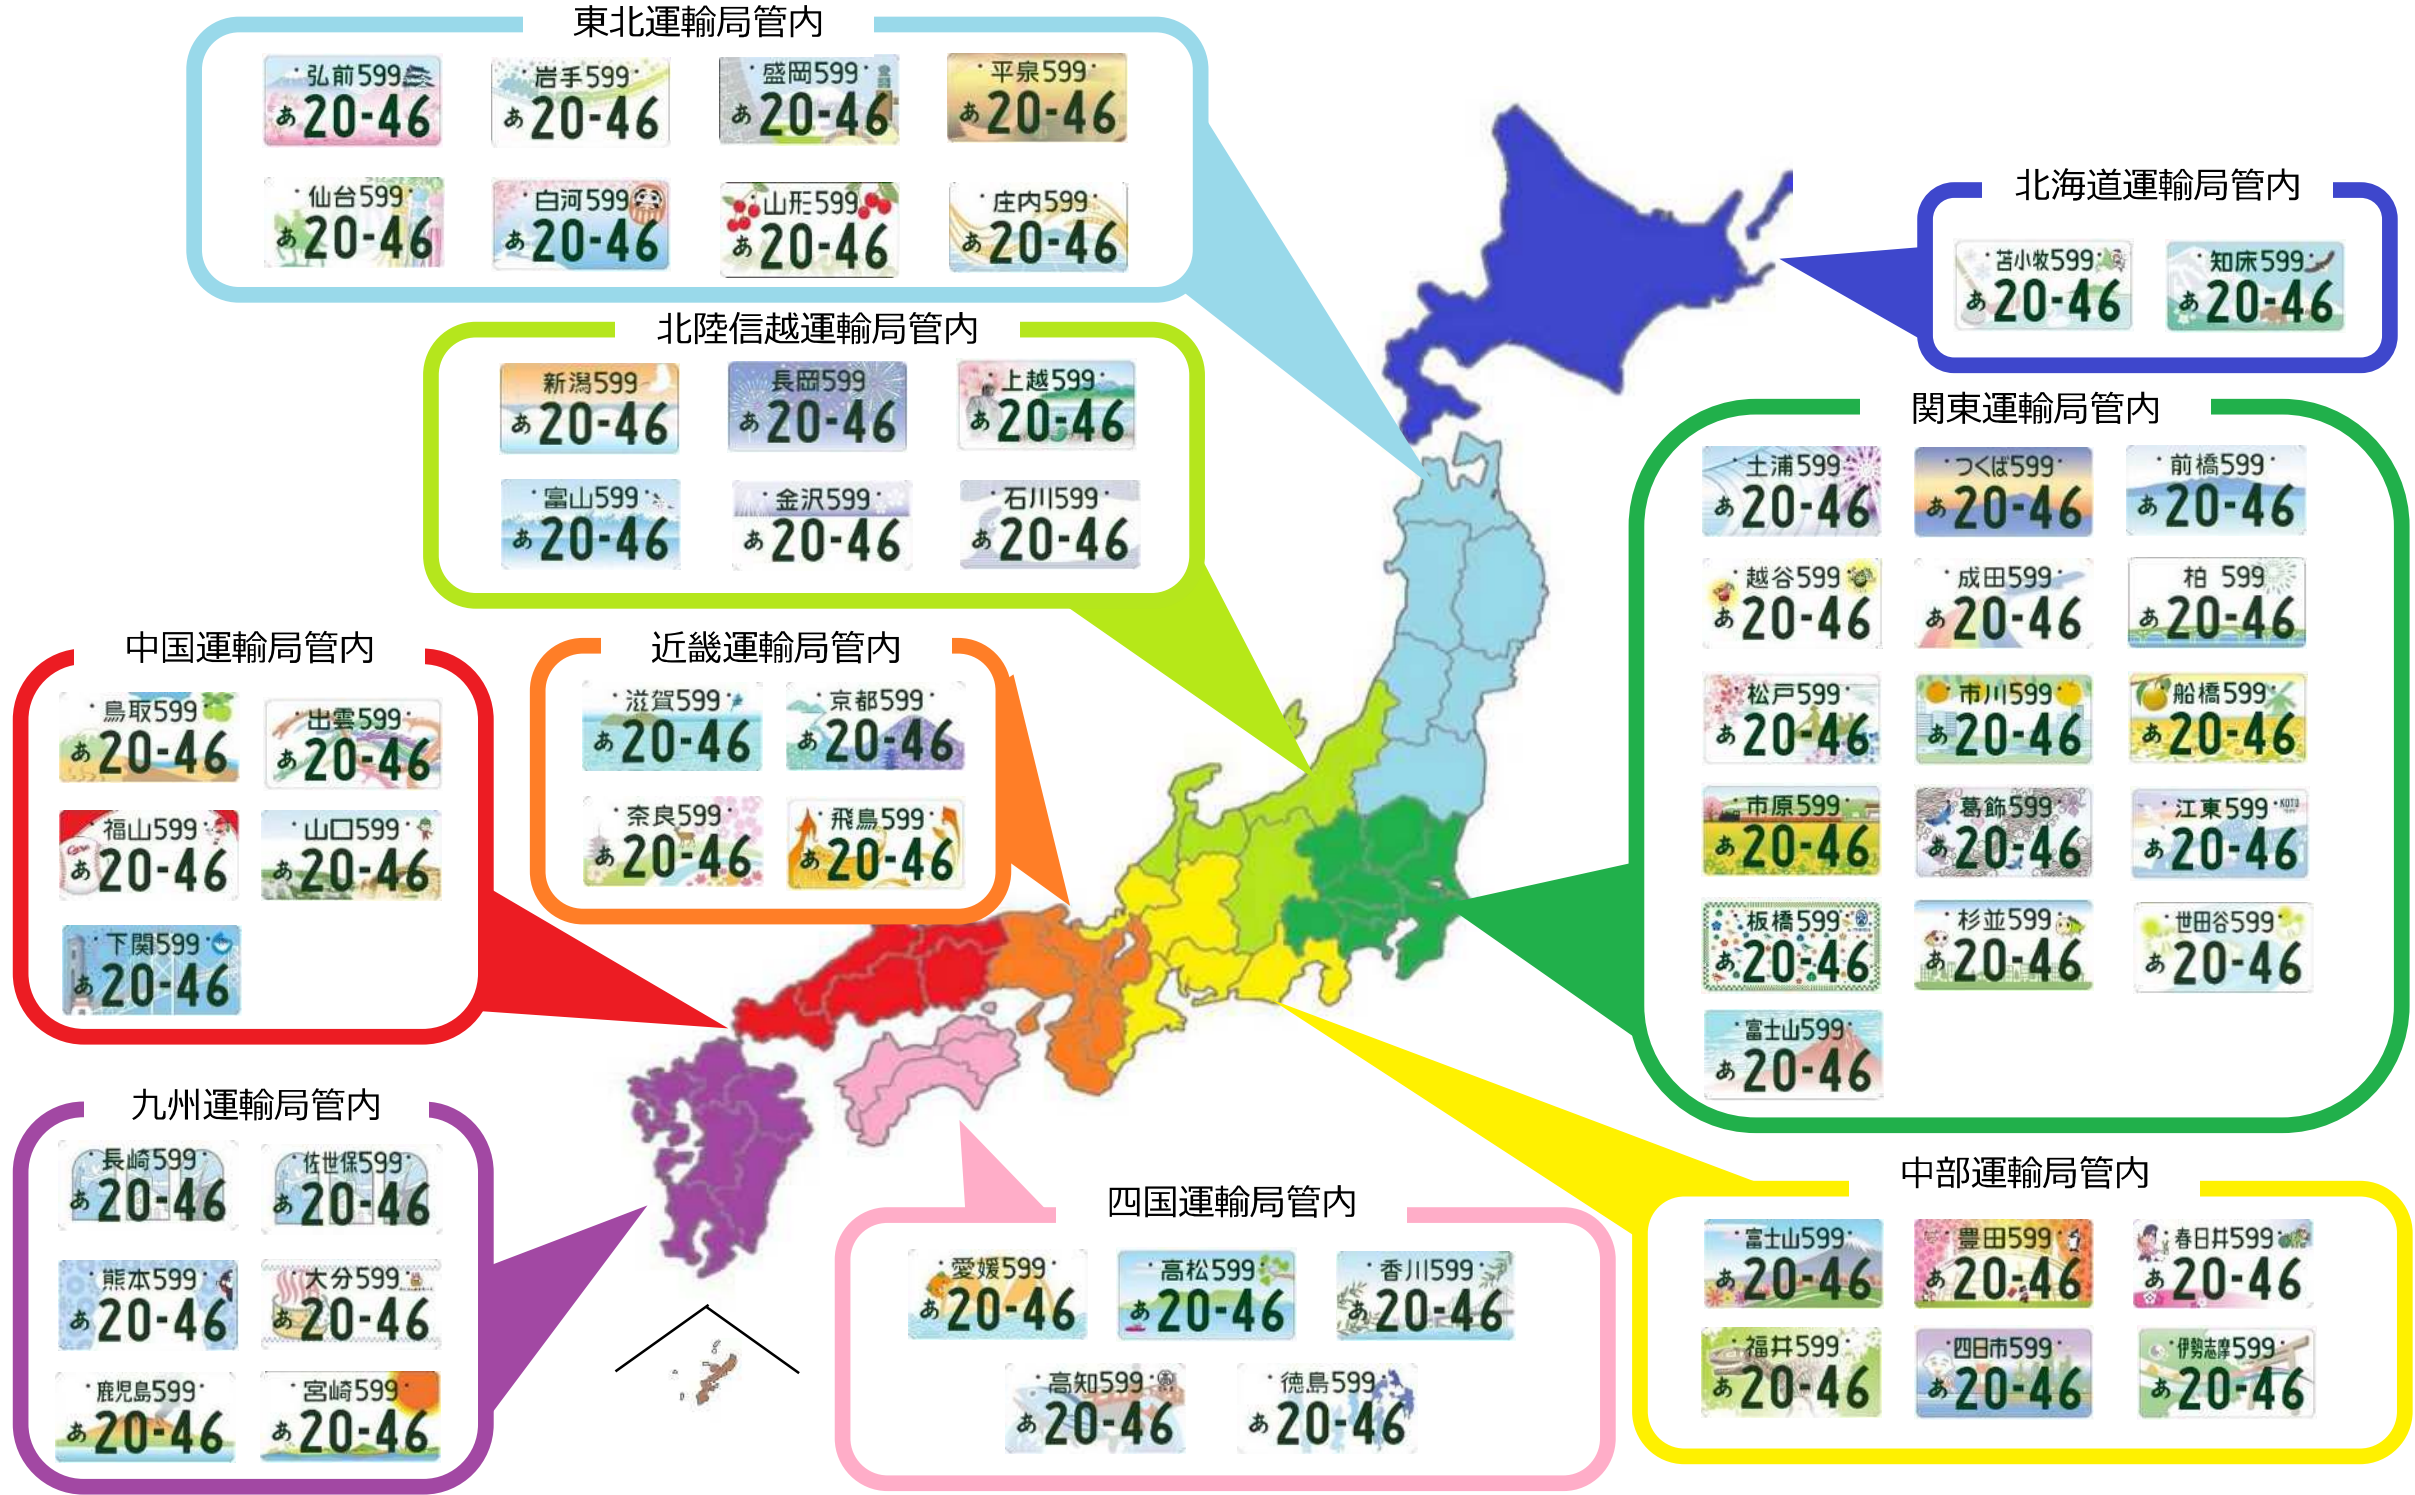 東北運輸局管内
弘前599
あ20-46
岩手599
あ20-46
盛岡599
あ20-46
平泉599
あ20-46
仙台599
あ20-46
白河599
あ20-46
山形599
あ20-46
庄内599
あ20-46
北海道運輸局管内
苫小牧599
あ20-46
知床599
あ20-46
北陸信越運輸局管内
新潟599
あ20-46
長岡599
あ20-46
上越599
あ20-46
富山599
あ20-46
金沢599
あ20-46
石川599
あ20-46
関東運輸局管内
土浦599
あ20-46
つくば599
あ20-46
前橋599
あ20-46
越谷599
あ20-46
成田599
あ20-46
柏 599
あ20-46
松戸599
あ20-46
市川599
あ20-46
船橋599
あ20-46
市原599
あ20-46
葛飾599
あ20-46
江東599 KOTO
あ20-46
板橋599
あ20-46
杉並599
あ20-46
世田谷599
あ20-46
富士山599
あ20-46
中国運輸局管内
鳥取599
あ20-46
出雲599
あ20-46
福山599
Carp
あ20-46
山口599
あ20-46
下関599
あ20-46
近畿運輸局管内
滋賀599
あ20-46
京都599
あ20-46
奈良599
あ20-46
飛鳥599
あ20-46
九州運輸局管内
長崎599
あ20-46
佐世保599
あ20-46
熊本599
あ20-46
大分599
あ20-46
鹿児島599
あ20-46
宮崎599
あ20-46
四国運輸局管内
愛媛599
あ20-46
高松599
あ20-46
香川599
あ20-46
高知599
あ20-46
徳島599
あ20-46
中部運輸局管内
富士山599
あ20-46
豊田599
あ20-46
春日井599
あ20-46
福井599
あ20-46
四日市599
あ20-46
伊勢志摩599
あ20-46